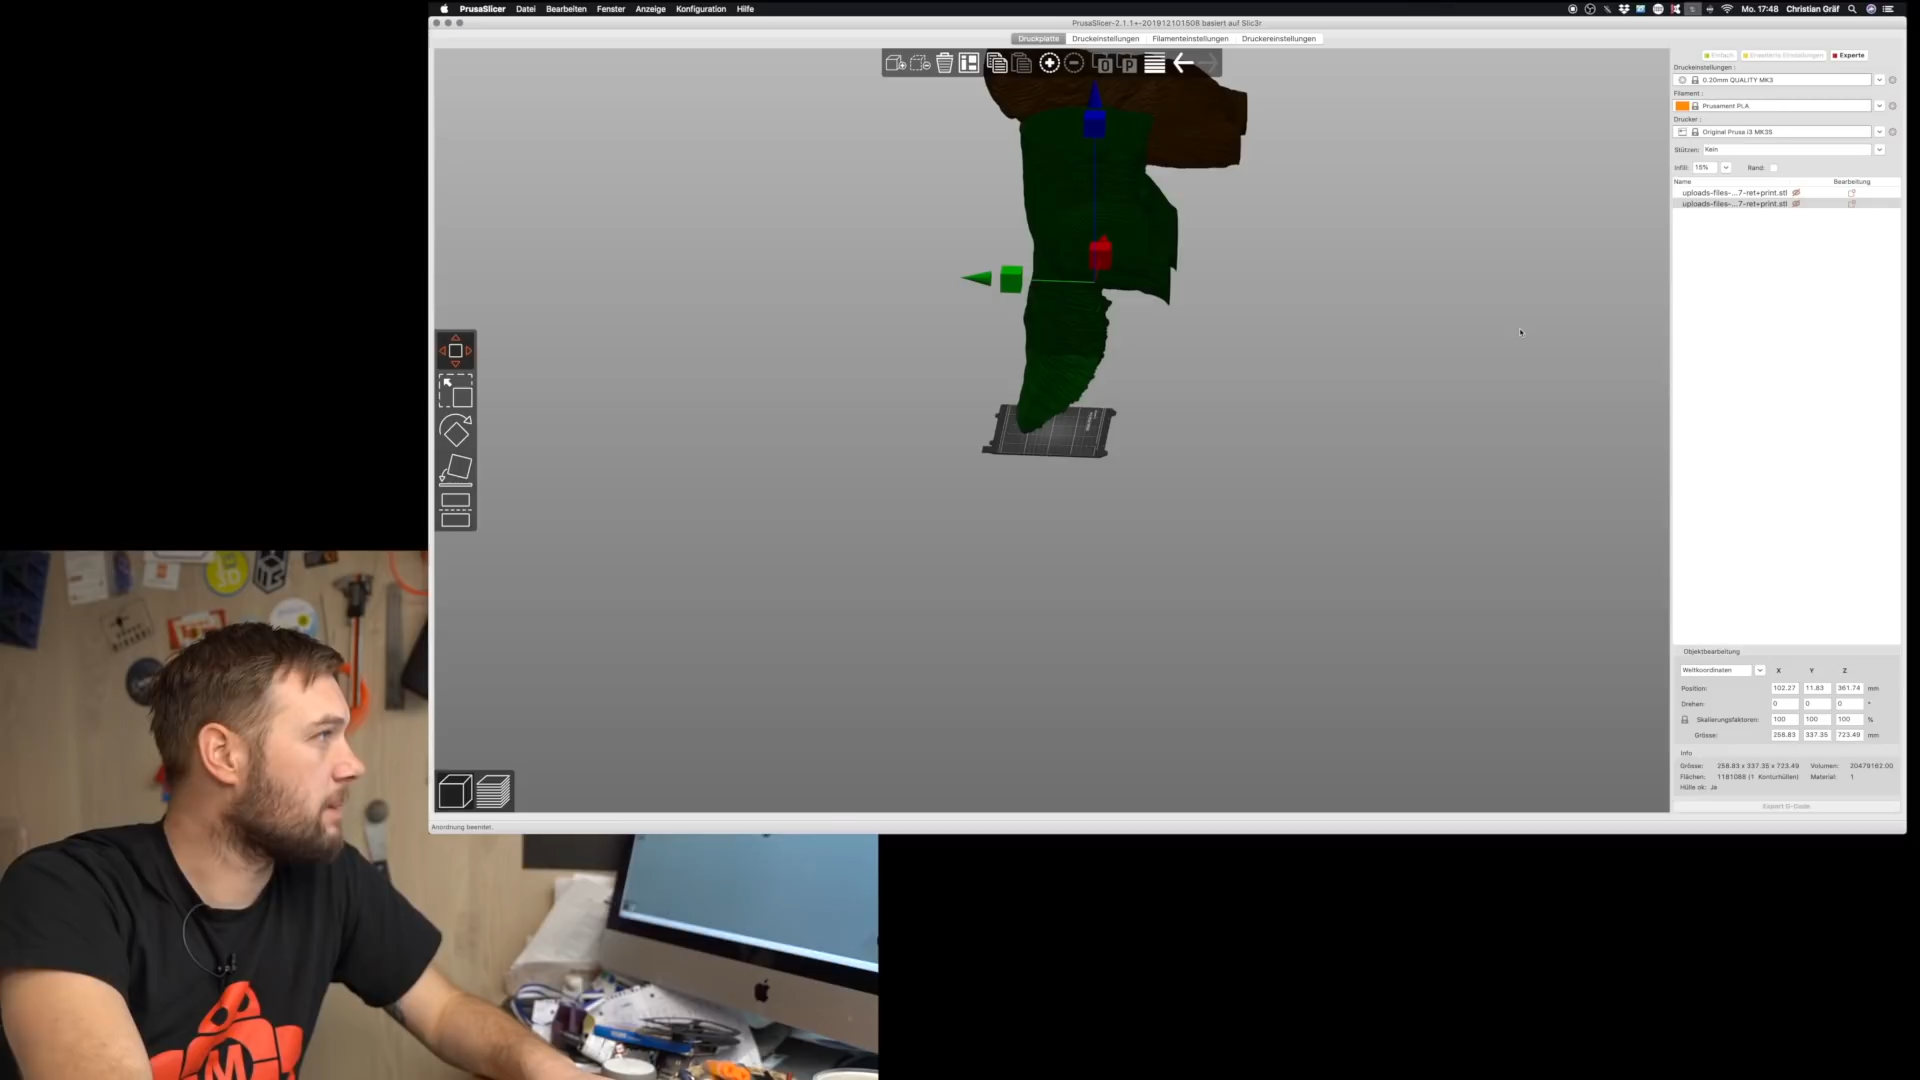 PrusaSlicer Datei Bearbeiten Fenster Anzeige Konfiguration Hilfe
Mo. 17:48 Christian Gräf
PrusaSlicer-2.1.1+-201912101508 basiert auf Slic3r
Druckplatte Druckeinstellungen Filamenteinstellungen Druckereinstellungen
Einfach Erweiterte Einstellungen Experte
Druckeinstellungen :
0.20mm QUALITY MK3
Filament :
Prusament PLA
Drucker :
Original Prusa i3 MK3S
Stützen: Kein
Infill: 15% Rand:
Name Bearbeitung
uploads-files-...7-ret+print.stl
uploads-files-...7-ret+print.stl
Objektbearbeitung
Weltkoordinaten X Y Z
Position: 102.27 11.83 361.74 mm
Drehen: 0 0 0 °
Skalierungsfaktoren: 100 100 100 %
Grösse: 258.83 337.35 723.49 mm
Info
Grösse: 258.83 x 337.35 x 723.49 Volumen: 20479162.00
Flächen: 1181088 (1 Konturhüllen) Material: 1
Hülle ok: Ja
Export G-Code
Anordnung beendet.
M